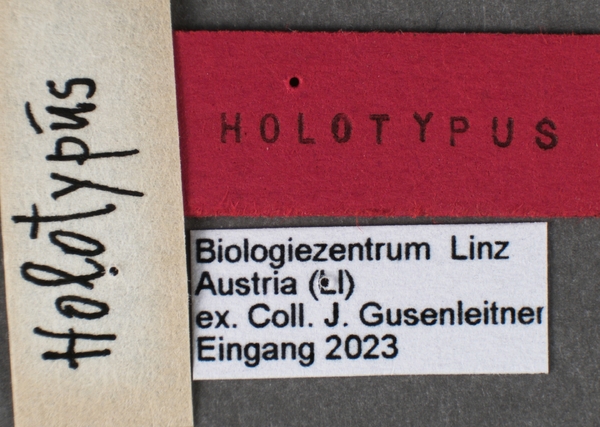 Holotypus
HOLOTYPUS
Biologiezentrum Linz
Austria (LI)
ex. Coll. J. Gusenleitner
Eingang 2023